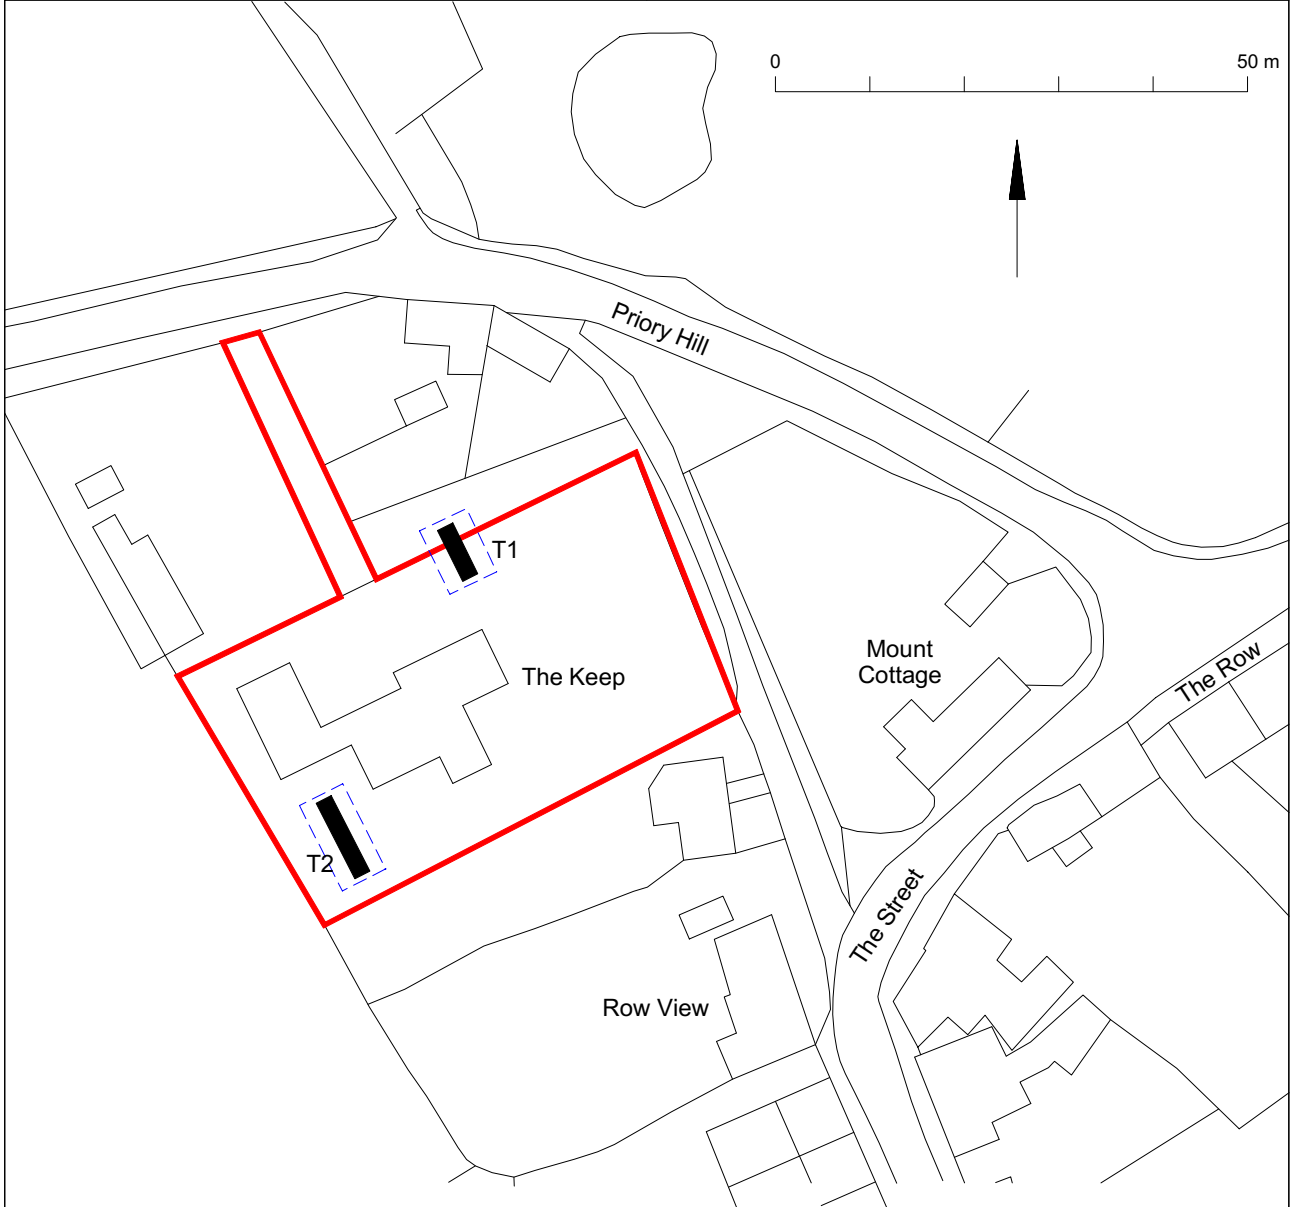 0 50 m
Priory Hill
T1
Mount
Cottage
The Keep
The Row
T2
The Street
Row View